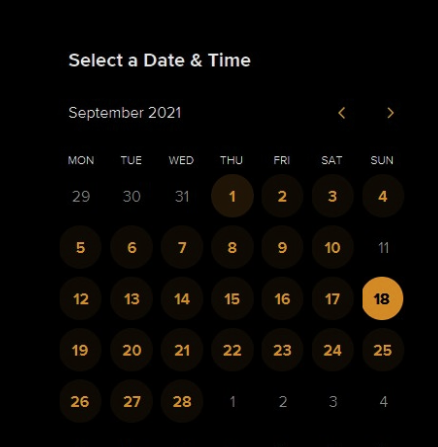 Select a Date & Time
September 2021
MON TUE WED THU FRI SAT SUN
29 30 31 1 2 3 4
5 6 7 8 9 10 11
12 13 14 15 16 17 18
19 20 21 22 23 24 25
26 27 28 1 2 3 4